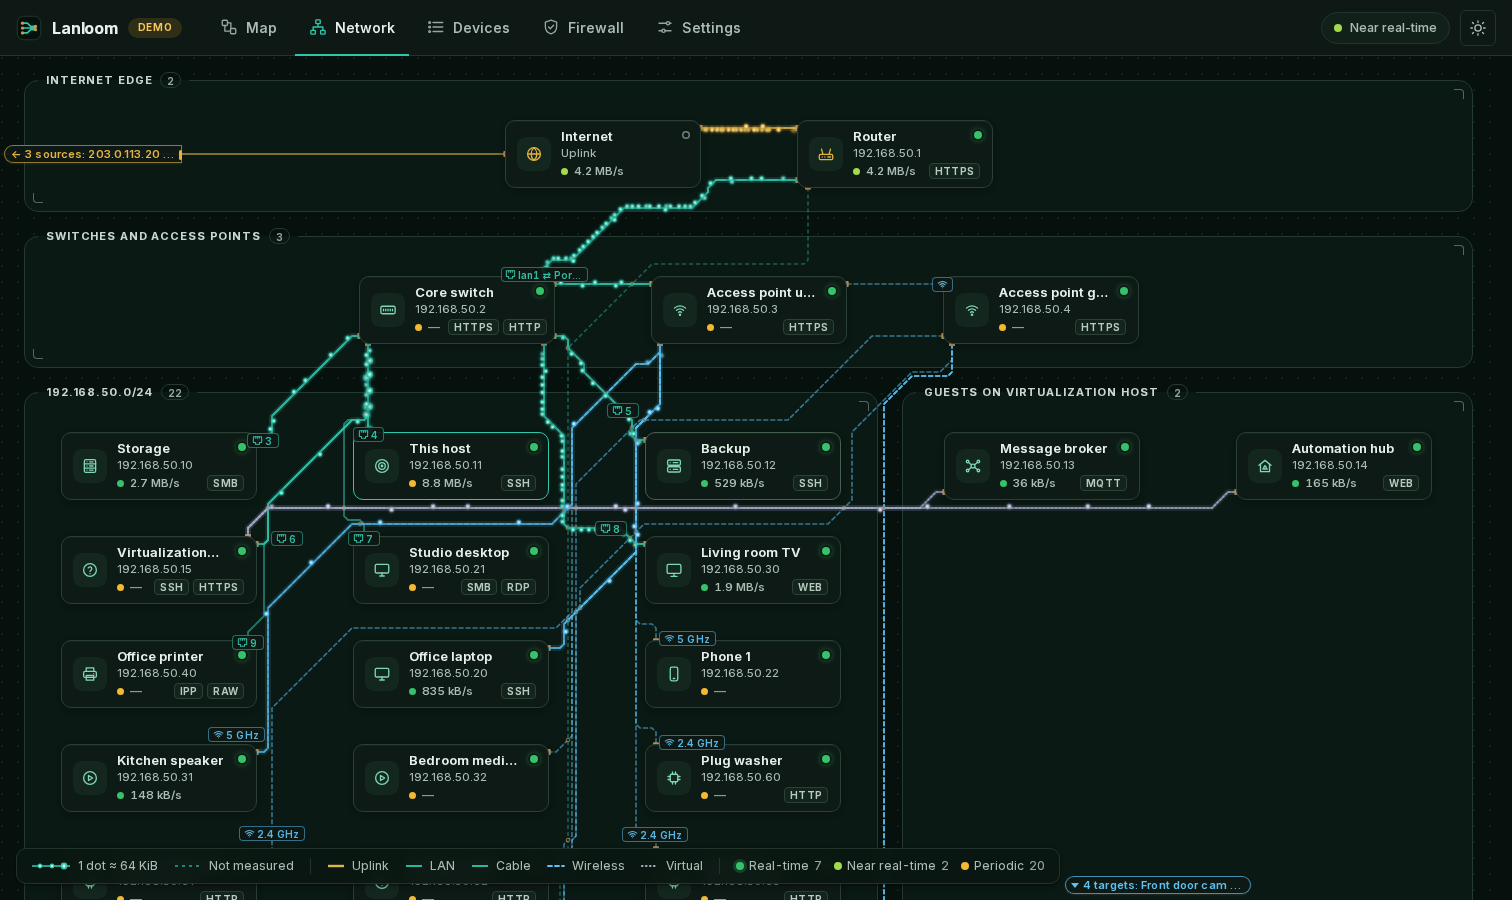 Lanloom DEMO Map Network Devices Firewall Settings Near real-time
INTERNET EDGE 2
Internet
Uplink
4.2 MB/s
Router
192.168.50.1
4.2 MB/s HTTPS
← 3 sources: 203.0.113.20 ...
SWITCHES AND ACCESS POINTS 3
lan1 ⇄ Por...
Core switch
192.168.50.2
— HTTPS HTTP
Access point u...
192.168.50.3
— HTTPS
Access point g...
192.168.50.4
— HTTPS
192.168.50.0/24 22
GUESTS ON VIRTUALIZATION HOST 2
3
4
5
Storage
192.168.50.10
2.7 MB/s SMB
This host
192.168.50.11
8.8 MB/s SSH
Backup
192.168.50.12
529 kB/s SSH
Message broker
192.168.50.13
36 kB/s MQTT
Automation hub
192.168.50.14
165 kB/s WEB
6
7
8
Virtualization...
192.168.50.15
— SSH HTTPS
Studio desktop
192.168.50.21
— SMB RDP
Living room TV
192.168.50.30
1.9 MB/s WEB
9
5 GHz
Office printer
192.168.50.40
— IPP RAW
Office laptop
192.168.50.20
835 kB/s SSH
Phone 1
192.168.50.22
—
5 GHz
2.4 GHz
Kitchen speaker
192.168.50.31
148 kB/s
Bedroom medi...
192.168.50.32
—
Plug washer
192.168.50.60
— HTTP
2.4 GHz
2.4 GHz
1 dot ≈ 64 KiB Not measured Uplink LAN Cable Wireless Virtual Real-time 7 Near real-time 2 Periodic 20
4 targets: Front door cam ...
HTTP
HTTP
HTTP